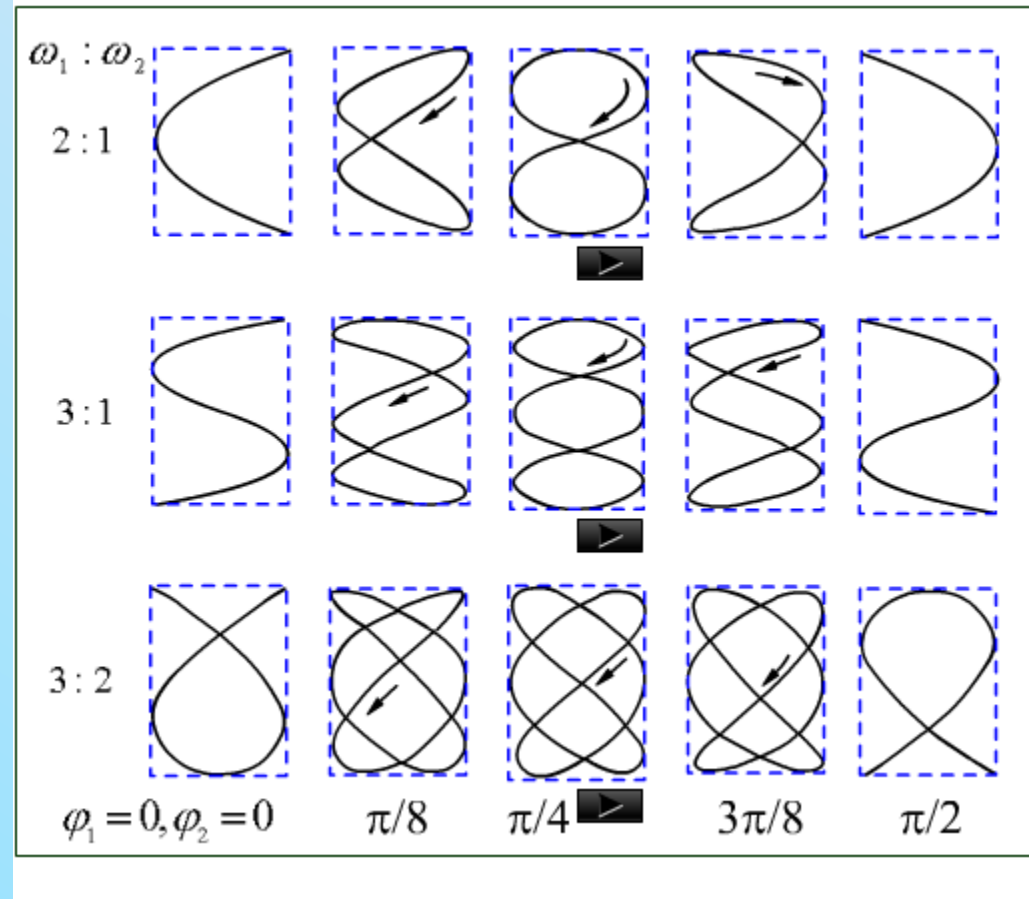 ω₁ : ω₂
2 : 1
3 : 1
3 : 2
φ₁ = 0, φ₂ = 0 π/8 π/4 3π/8 π/2